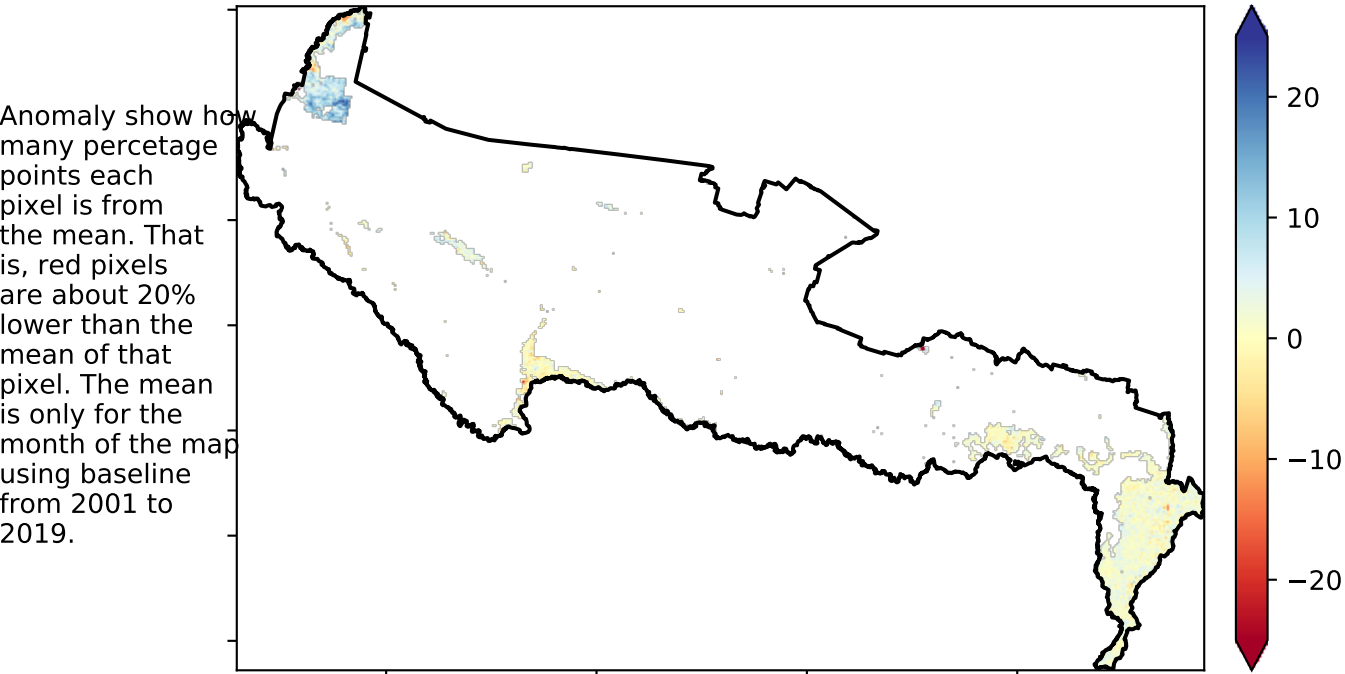 Anomaly show how
many percetage
points each
pixel is from
the mean. That
is, red pixels
are about 20%
lower than the
mean of that
pixel. The mean
is only for the
month of the map
using baseline
from 2001 to
2019.
20
10
0
−10
−20